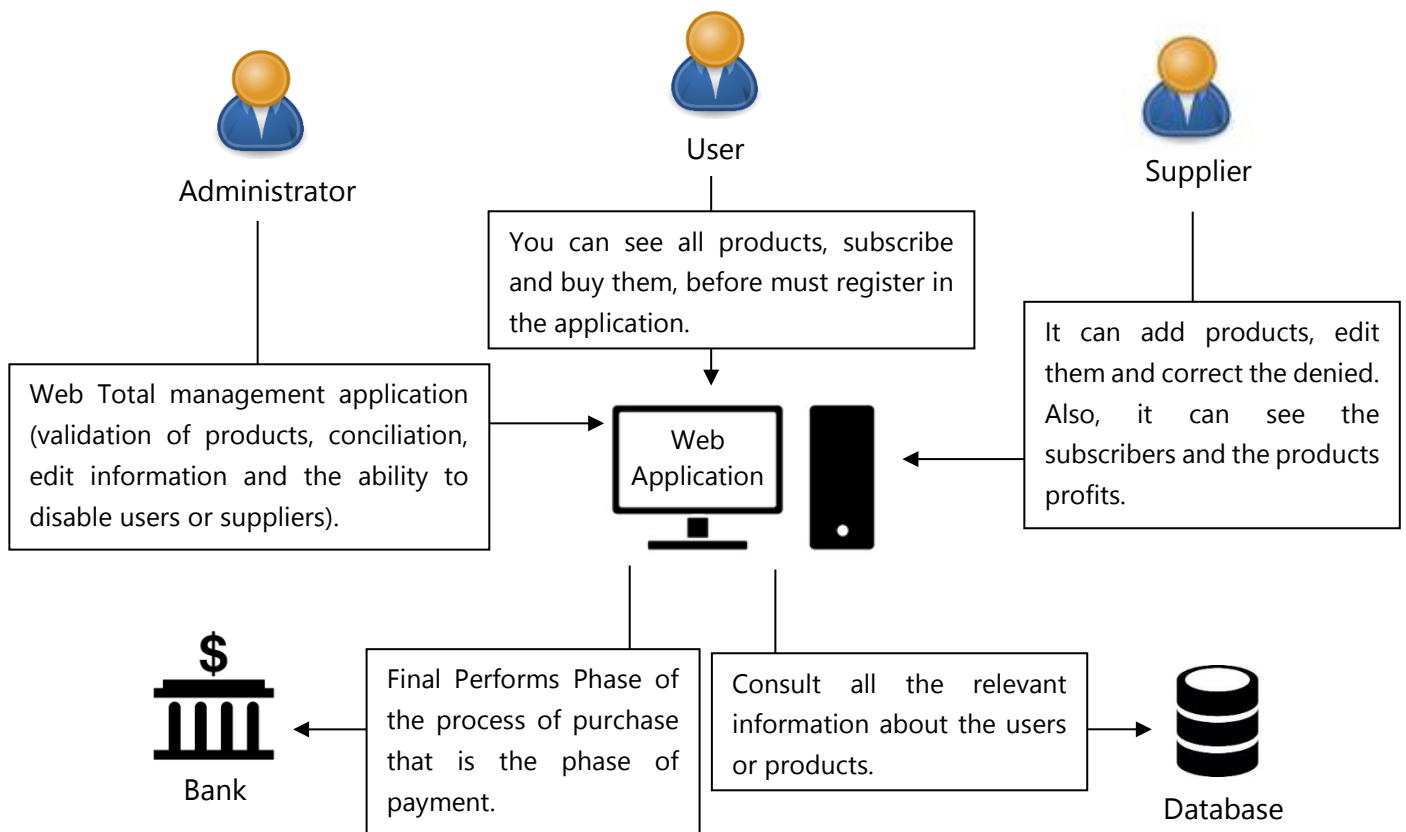 User
Administrator
Supplier
You can see all products, subscribe
and buy them, before must register in
the application.
It can add products, edit
them and correct the denied.
Also, it can see the
subscribers and the products
profits.
Web Total management application
(validation of products, conciliation,
edit information and the ability to
disable users or suppliers).
Web
Application
$
Bank
Final Performs Phase of
the process of purchase
that is the phase of
payment.
Consult all the relevant
information about the users
or products.
Database